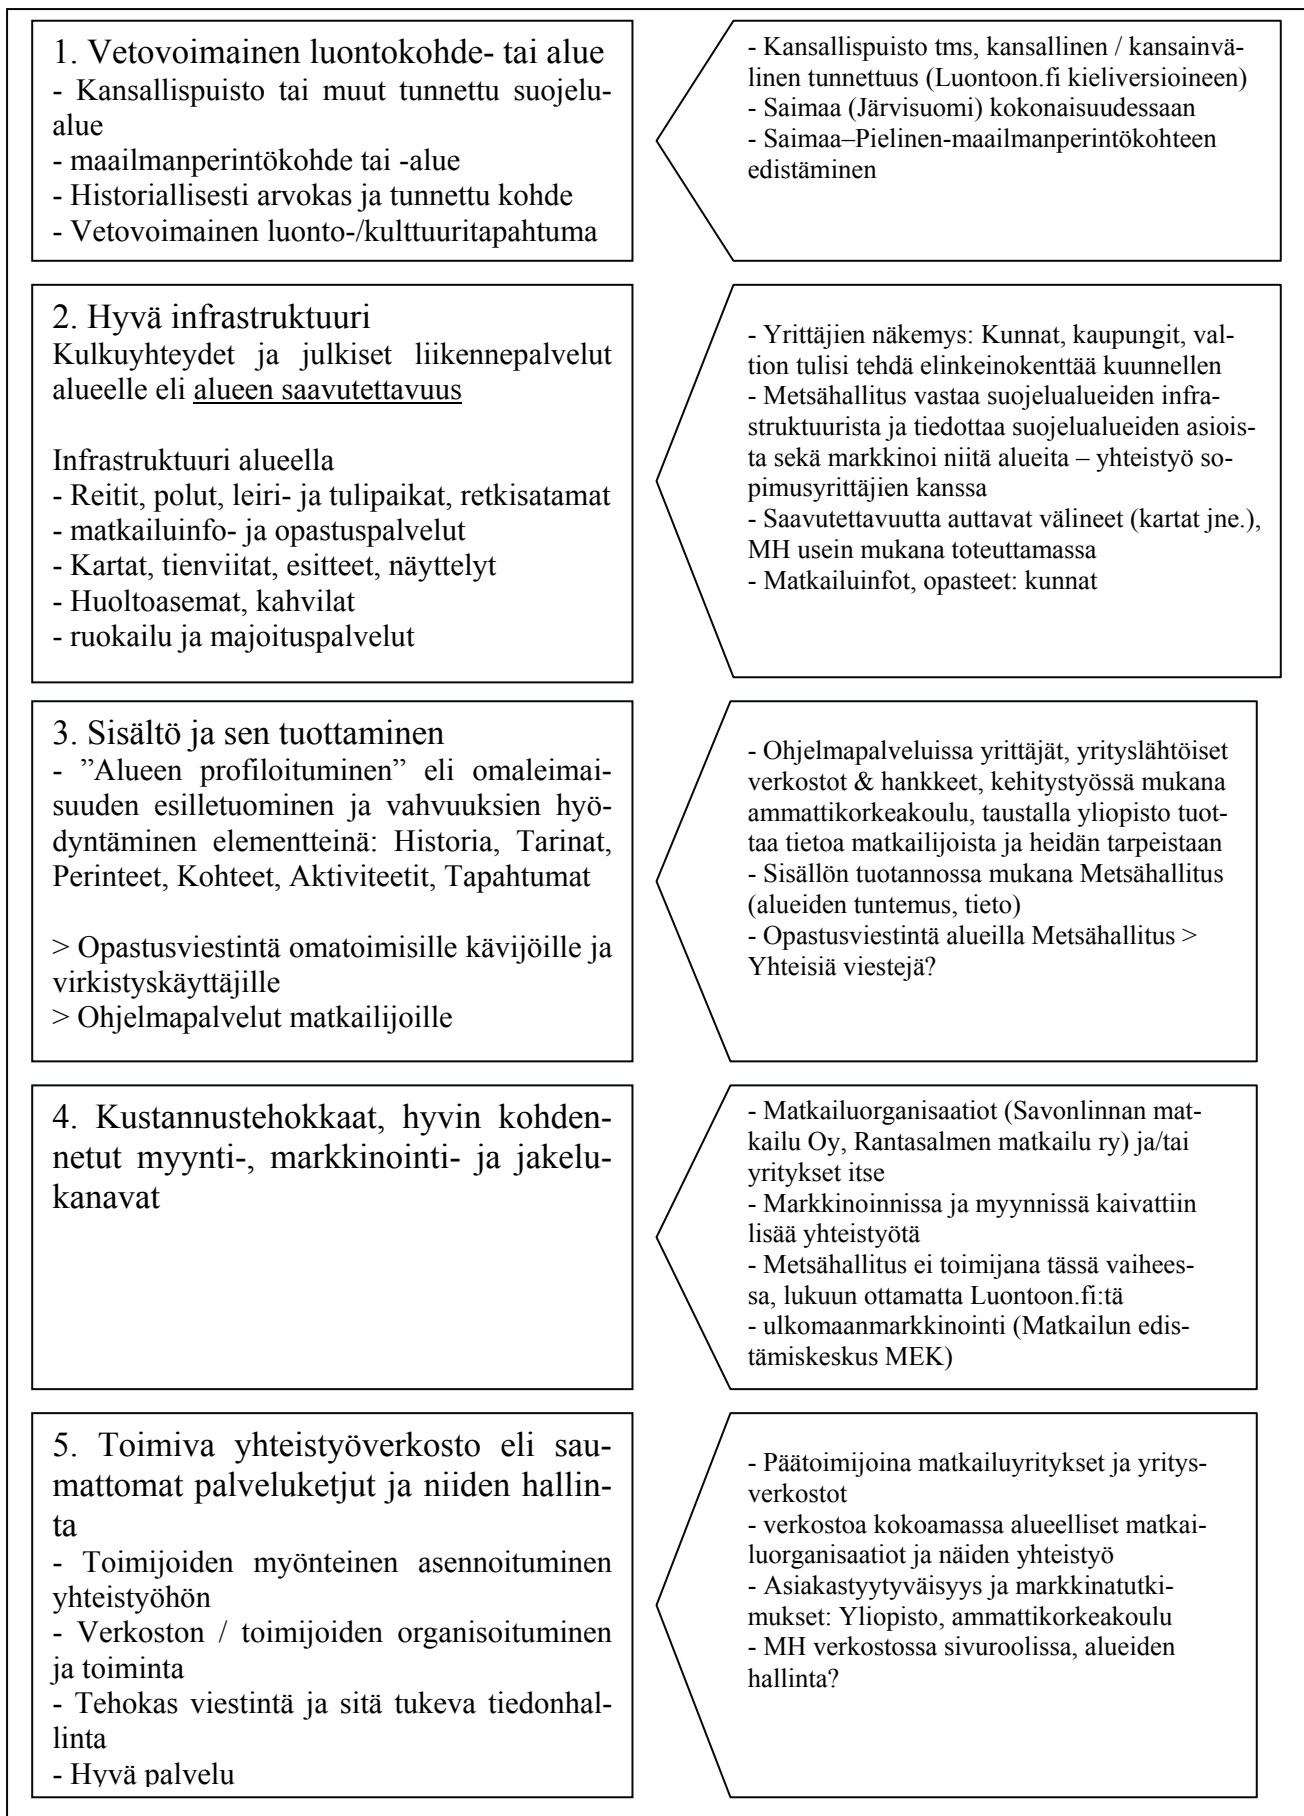 1. Vetovoimainen luontokohde- tai alue
- Kansallispuisto tai muut tunnettu suojelu-
alue
- maailmanperintökohde tai -alue
- Historiallisesti arvokas ja tunnettu kohde
- Vetovoimainen luonto-/kulttuuritapahtuma
- Kansallispuisto tms, kansallinen / kansainvä-
linen tunnettuus (Luontoon.fi kieliversioineen)
- Saimaa (Järvisuomi) kokonaisuudessaan
- Saimaa–Pielinen-maailmanperintökohteen
edistäminen
2. Hyvä infrastruktuuri
Kulkuyhteydet ja julkiset liikennepalvelut
alueelle eli alueen saavutettavuus
Infrastruktuuri alueella
- Reitit, polut, leiri- ja tulipaikat, retkisatamat
- matkailuinfo- ja opastuspalvelut
- Kartat, tienviitat, esitteet, näyttelyt
- Huoltoasemat, kahvilat
- ruokailu ja majoituspalvelut
- Yrittäjien näkemys: Kunnat, kaupungit, val-
tion tulisi tehdä elinkeinokenttää kuunnellen
- Metsähallitus vastaa suojelualueiden infra-
struktuurista ja tiedottaa suojelualueiden asiois-
ta sekä markkinoi niitä alueita – yhteistyö so-
pimusyrittäjien kanssa
- Saavutettavuutta auttavat välineet (kartat jne.),
MH usein mukana toteuttamassa
- Matkailuinfot, opasteet: kunnat
3. Sisältö ja sen tuottaminen
- ”Alueen profiloituminen” eli omaleimai-
suuden esilletuominen ja vahvuuksien hyö-
dyntäminen elementteinä: Historia, Tarinat,
Perinteet, Kohteet, Aktiviteetit, Tapahtumat
> Opastusviestintä omatoimisille kävijöille ja
virkistyskäyttäjille
> Ohjelmapalvelut matkailijoille
- Ohjelmapalveluissa yrittäjät, yrityslähtöiset
verkostot & hankkeet, kehitystyössä mukana
ammattikorkeakoulu, taustalla yliopisto tuot-
taa tietoa matkailijoista ja heidän tarpeistaan
- Sisällön tuotannossa mukana Metsähallitus
(alueiden tuntemus, tieto)
- Opastusviestintä alueilla Metsähallitus >
Yhteisiä viestejä?
4. Kustannustehokkaat, hyvin kohden-
netut myynti-, markkinointi- ja jakelu-
kanavat
- Matkailuorganisaatiot (Savonlinnan mat-
kailu Oy, Rantasalmen matkailu ry) ja/tai
yritykset itse
- Markkinoinnissa ja myynnissä kaivattiin
lisää yhteistyötä
- Metsähallitus ei toimijana tässä vaihees-
sa, lukuun ottamatta Luontoon.fi:tä
- ulkomaanmarkkinointi (Matkailun edis-
tämiskeskus MEK)
5. Toimiva yhteistyöverkosto eli sau-
mattomat palveluketjut ja niiden hallin-
ta
- Toimijoiden myönteinen asennoituminen
yhteistyöhön
- Verkoston / toimijoiden organisoituminen
ja toiminta
- Tehokas viestintä ja sitä tukeva tiedonhal-
linta
- Hyvä palvelu
- Päätoimijoina matkailuyritykset ja yritys-
verkostot
- verkostoa kokoamassa alueelliset matkai-
luorganisaatiot ja näiden yhteistyö
- Asiakastyytyväisyys ja markkinatutki-
mukset: Yliopisto, ammattikorkeakoulu
- MH verkostossa sivuroolissa, alueiden
hallinta?